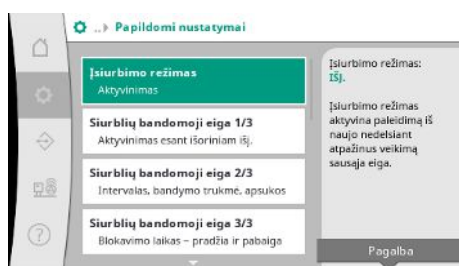 ..▸ Papildomi nustatymai
Įsiurbimo režimas
Aktyvinimas
Siurblių bandomoji eiga 1/3
Aktyvinimas esant išoriniam išj.
Siurblių bandomoji eiga 2/3
Intervalas, bandymo trukmė, apsukos
Siurblių bandomoji eiga 3/3
Blokavimo laikas – pradžia ir pabaiga
Įsiurbimo režimas:
IŠJ.
Įsiurbimo režimas
aktyvina paleidimą iš
naujo nedelsiant
atpažinus veikimą
sausąja eiga.
Pagalba